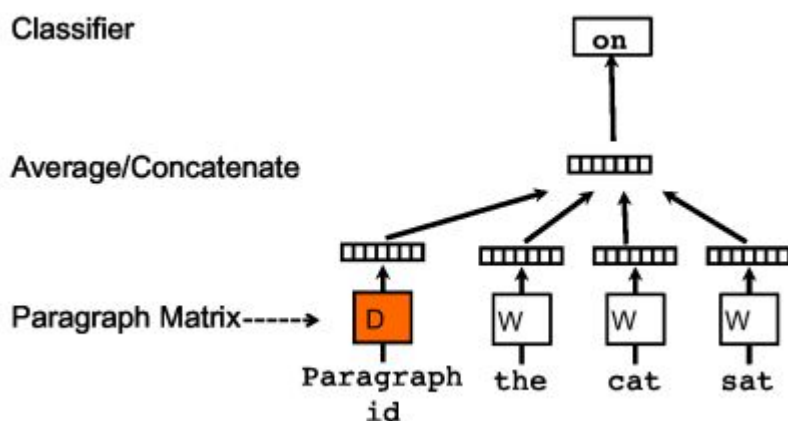 Classifier
on
Average/Concatenate
Paragraph Matrix
D
W
W
W
Paragraph
id
the
cat
sat